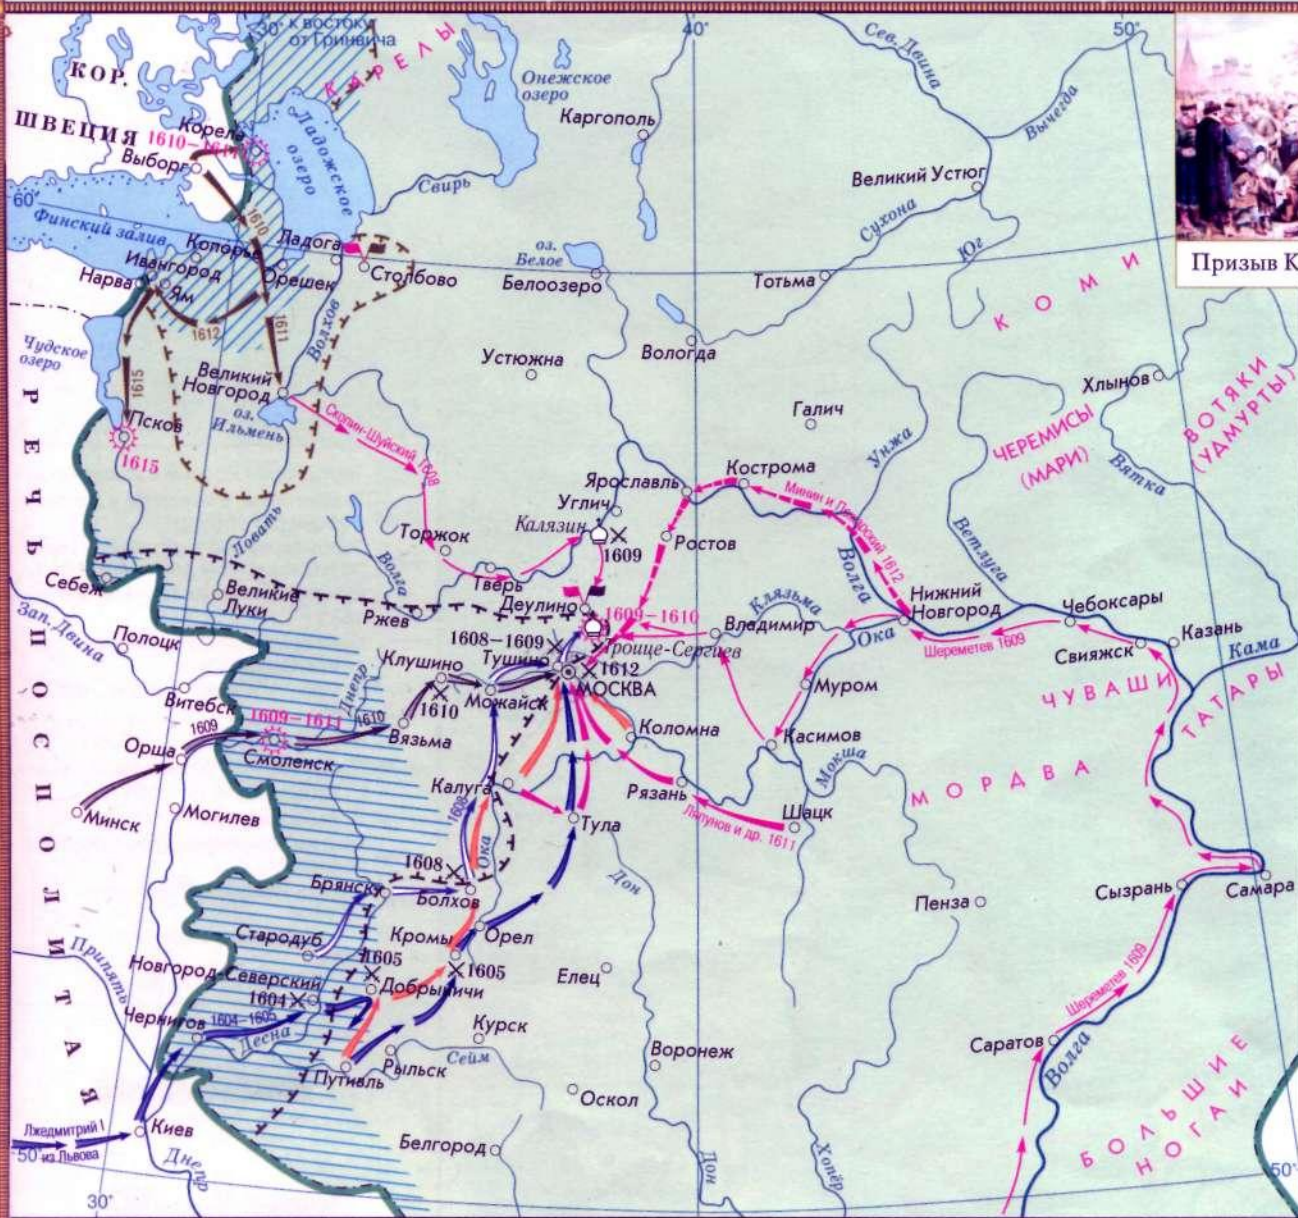 30° к востоку
от Гринвича
КАРЕЛЫ
40°
Сев. Двина
50°
КОР.
ШВЕЦИЯ
Онежское
озеро
Каргополь
Вычегда
Корела
1610-1611
Выборг
Ладожское
озеро
Свирь
Великий Устюг
60°
Финский залив
1610
Сухона
Юг
Копорье
Ладога
оз.
Белое
Ивангород
Нарва
Ям
Орешек
Столбово
Белоозеро
Тотьма
Призыв К
КОМИ
1612
1611
Волхов
Чудское
озеро
1615
Устюжна
Вологда
Великий
Новгород
оз.
Ильмень
Хлынов
ВОТЯКИ
(УДМУРТЫ)
Галич
Скопин-Шуйский 1608
Псков
1615
ЧЕРЕМИСЫ
(МАРИ)
Унжа
Вятка
Кострома
Ярославль
Минин и Пожарский 1612
Углич
Калязин
1609
Ловать
Торжок
Ростов
Ветлуга
Волга
Волга
Тверь
Себеж
Великие
Луки
Ржев
Деулино
1609-1610
Клязьма
Нижний
Новгород
Чебоксары
Зап. Двина
Полоцк
1608-1609
Владимир
Ока
Троице-Сергиев
Шереметев 1609
Казань
Свияжск
Кама
Клушино
Тушино
1612
МОСКВА
Днепр
Можайск
Муром
ЧУВАШИ
ТАТАРЫ
Витебск
1609
1609-1611
1610
1610
Вязьма
Коломна
Касимов
Орша
Смоленск
Мокша
МОРДВА
Калуга
Рязань
Минск
Могилев
1608
Тула
Ляпунов и др. 1611
Шацк
РЕЧЬ ПОСПОЛИТАЯ
Ока
1608
Брянск
Болхов
Дон
Сызрань
Самара
Пенза
Стародуб
Кромы
Орел
Припять
Новгород-Северский
1604
1605
1605
Добрыничи
Елец
Шереметев 1609
Чернигов
1604-1605
Десна
Курск
Сейм
Саратов
Путивль
Рыльск
Воронеж
Волга
Оскол
БОЛЬШИЕ
НОГАИ
Лжедмитрий I
из Львова
Киев
Белгород
50°
Днепр
Дон
Хопёр
50°
30°